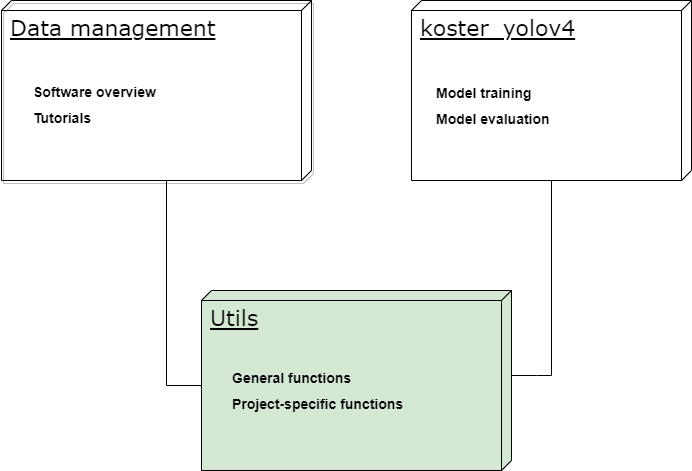 Data management
Software overview
Tutorials
koster_yolov4
Model training
Model evaluation
Utils
General functions
Project-specific functions